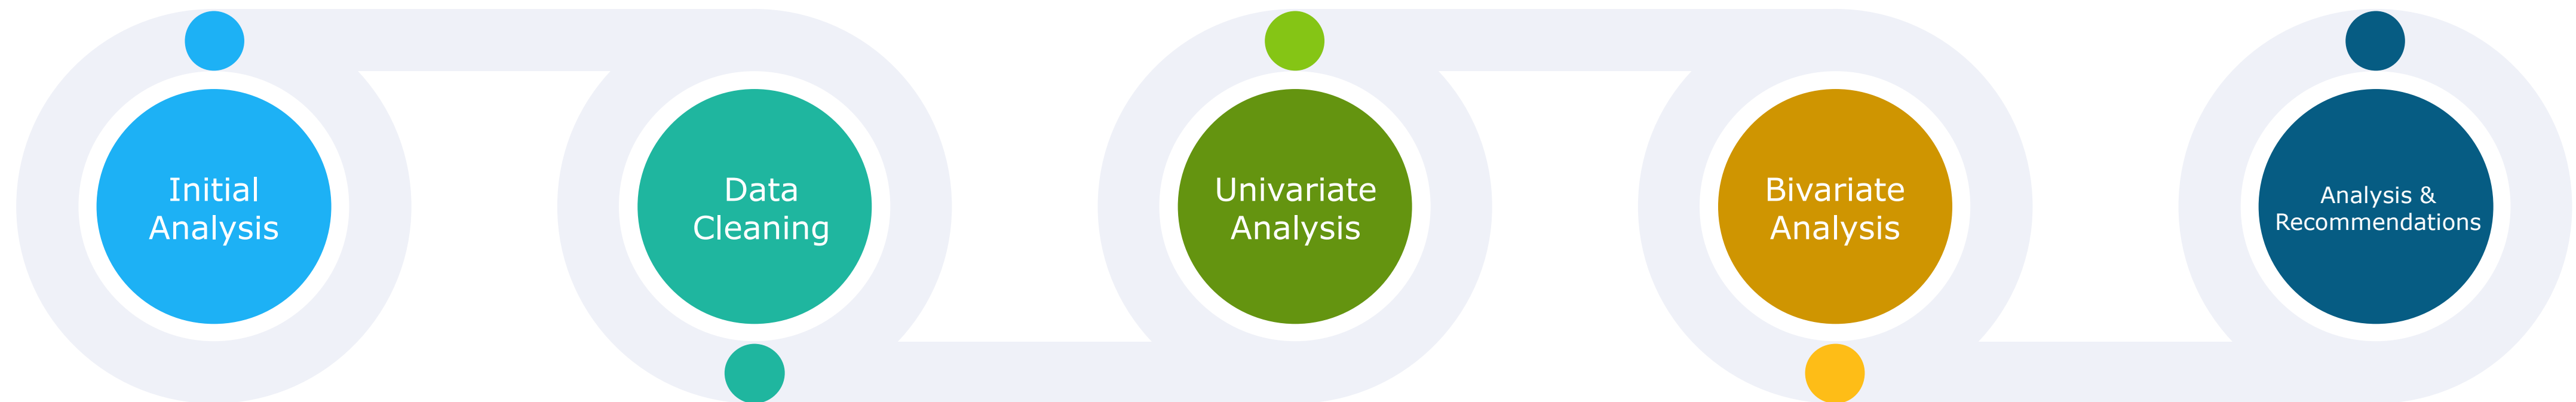 Initial
Analysis
Data
Cleaning
Univariate
Analysis
Bivariate
Analysis
Analysis &
Recommendations